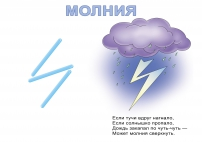 МОЛНИЯ
Если тучи вдруг нагнало,
Если солнышко пропало,
Дождь закапал по чуть-чуть —
Может молния сверкнуть.